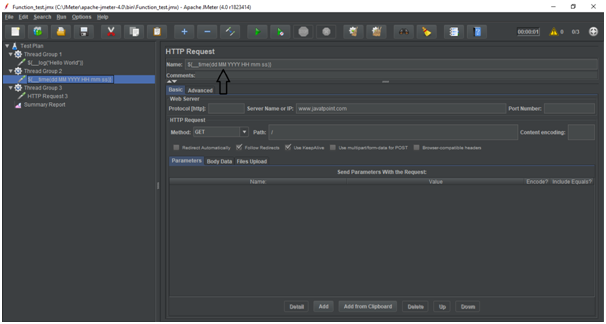 Function_test.jmx (C:\JMeter\apache-jmeter-4.0\bin\Function_test.jmx) - Apache JMeter (4.0 r1823414)
File Edit Search Run Options Help
00:00:01 0 0/3
Test Plan
Thread Group 1
${__log("Hello World")}
Thread Group 2
${__time(dd MM YYYY HH mm ss)}
Thread Group 3
HTTP Request 3
Summary Report
HTTP Request
Name: ${__time(dd MM YYYY HH mm ss)}
Comments:
Basic Advanced
Web Server
Protocol [http]: Server Name or IP: www.javatpoint.com Port Number:
HTTP Request
Method: GET Path: / Content encoding:
Redirect Automatically Follow Redirects Use KeepAlive Use multipart/form-data for POST Browser-compatible headers
Parameters Body Data Files Upload
Send Parameters With the Request:
Name Value Encode? Include Equals?
Detail Add Add from Clipboard Delete Up Down